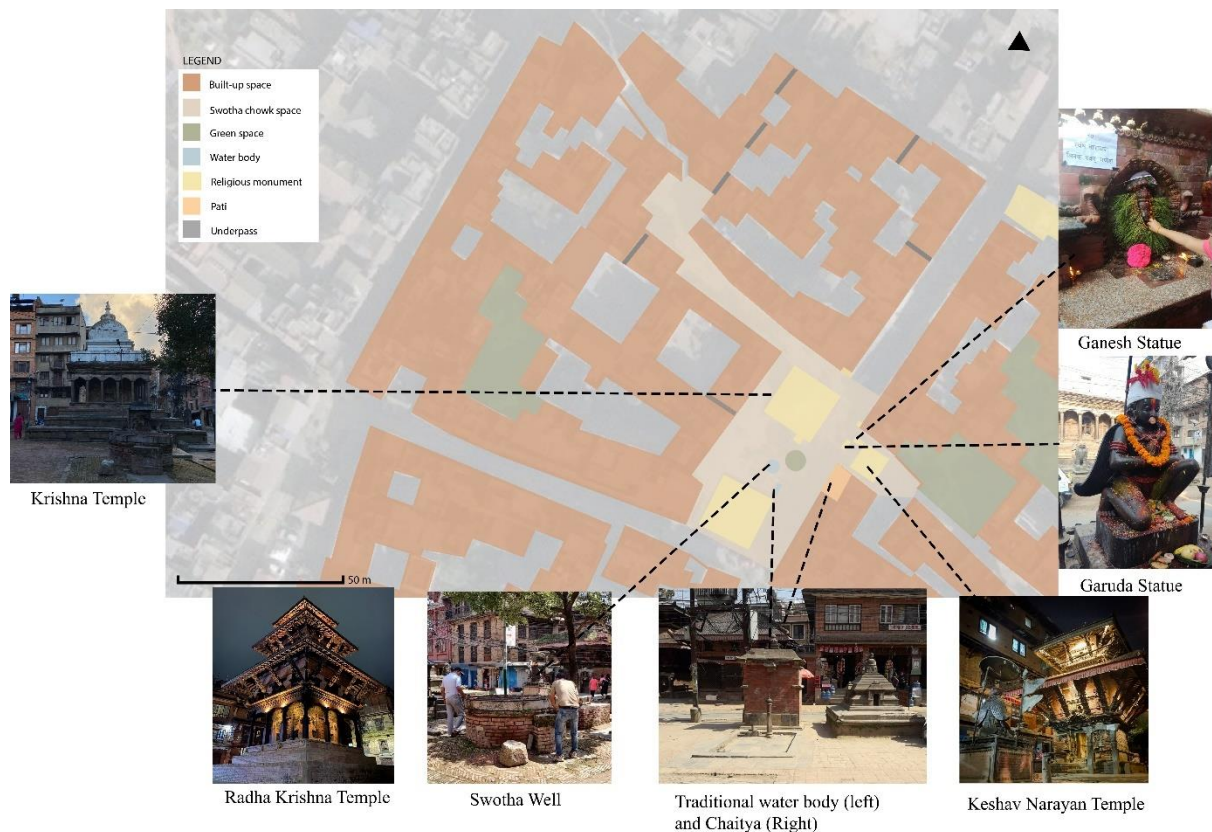 LEGEND
Built-up space
Swotha chowk space
Green space
Water body
Religious monument
Pati
Underpass
50 m
Ganesh Statue
Garuda Statue
Krishna Temple
Radha Krishna Temple
Swotha Well
Traditional water body (left)
and Chaitya (Right)
Keshav Narayan Temple